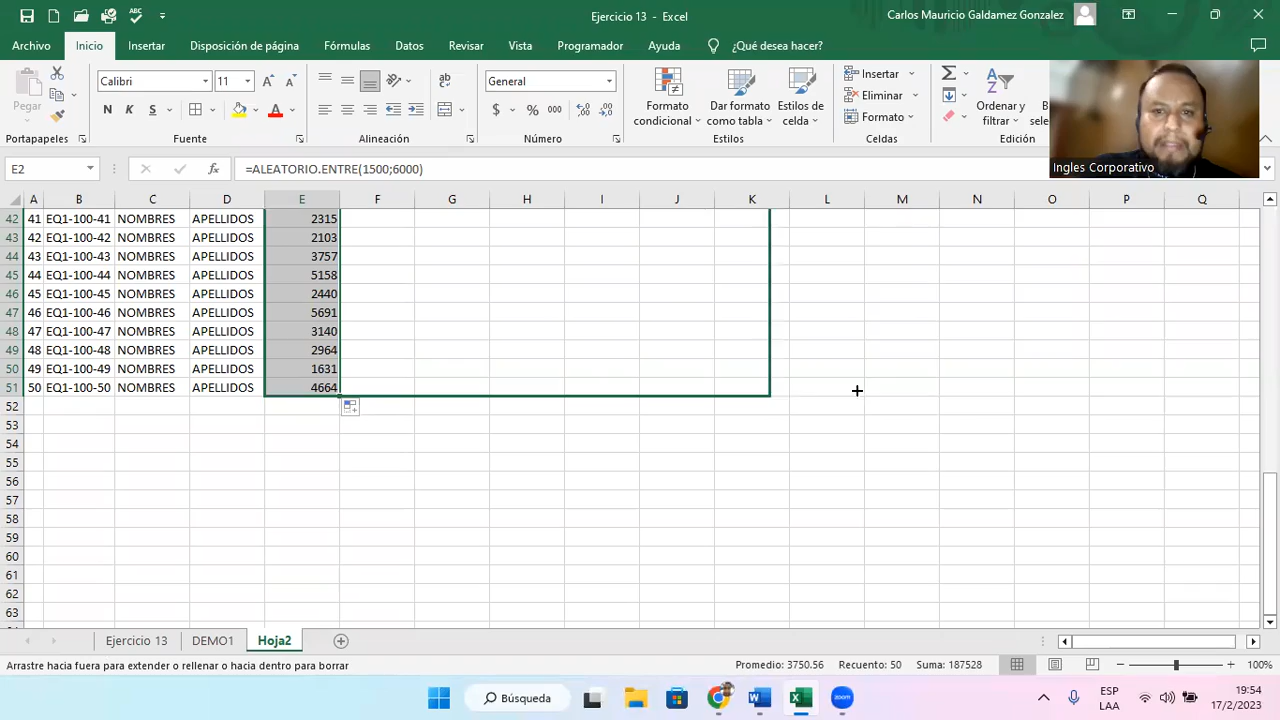 Ejercicio 13 - Excel
Carlos Mauricio Galdamez Gonzalez
Archivo Inicio Insertar Disposición de página Fórmulas Datos Revisar Vista Programador Ayuda ¿Qué desea hacer?
Pegar
Calibri 11
N K S
General
$ % 000
Formato condicional
Dar formato como tabla
Estilos de celda
Insertar
Eliminar
Formato
Ordenar y filtrar
Portapapeles Fuente Alineación Número Estilos Celdas Edición
Ingles Corporativo
E2 =ALEATORIO.ENTRE(1500;6000)
A B C D E F G H I J K L M N O P Q
42 41 EQ1-100-41 NOMBRES APELLIDOS 2315
43 42 EQ1-100-42 NOMBRES APELLIDOS 2103
44 43 EQ1-100-43 NOMBRES APELLIDOS 3757
45 44 EQ1-100-44 NOMBRES APELLIDOS 5158
46 45 EQ1-100-45 NOMBRES APELLIDOS 2440
47 46 EQ1-100-46 NOMBRES APELLIDOS 5691
48 47 EQ1-100-47 NOMBRES APELLIDOS 3140
49 48 EQ1-100-48 NOMBRES APELLIDOS 2964
50 49 EQ1-100-49 NOMBRES APELLIDOS 1631
51 50 EQ1-100-50 NOMBRES APELLIDOS 4664
52
53
54
55
56
57
58
59
60
61
62
63
Ejercicio 13 DEMO1 Hoja2
Arrastre hacia fuera para extender o rellenar o hacia dentro para borrar Promedio: 3750.56 Recuento: 50 Suma: 187528 100%
Búsqueda
ESP LAA
19:54
17/2/2023